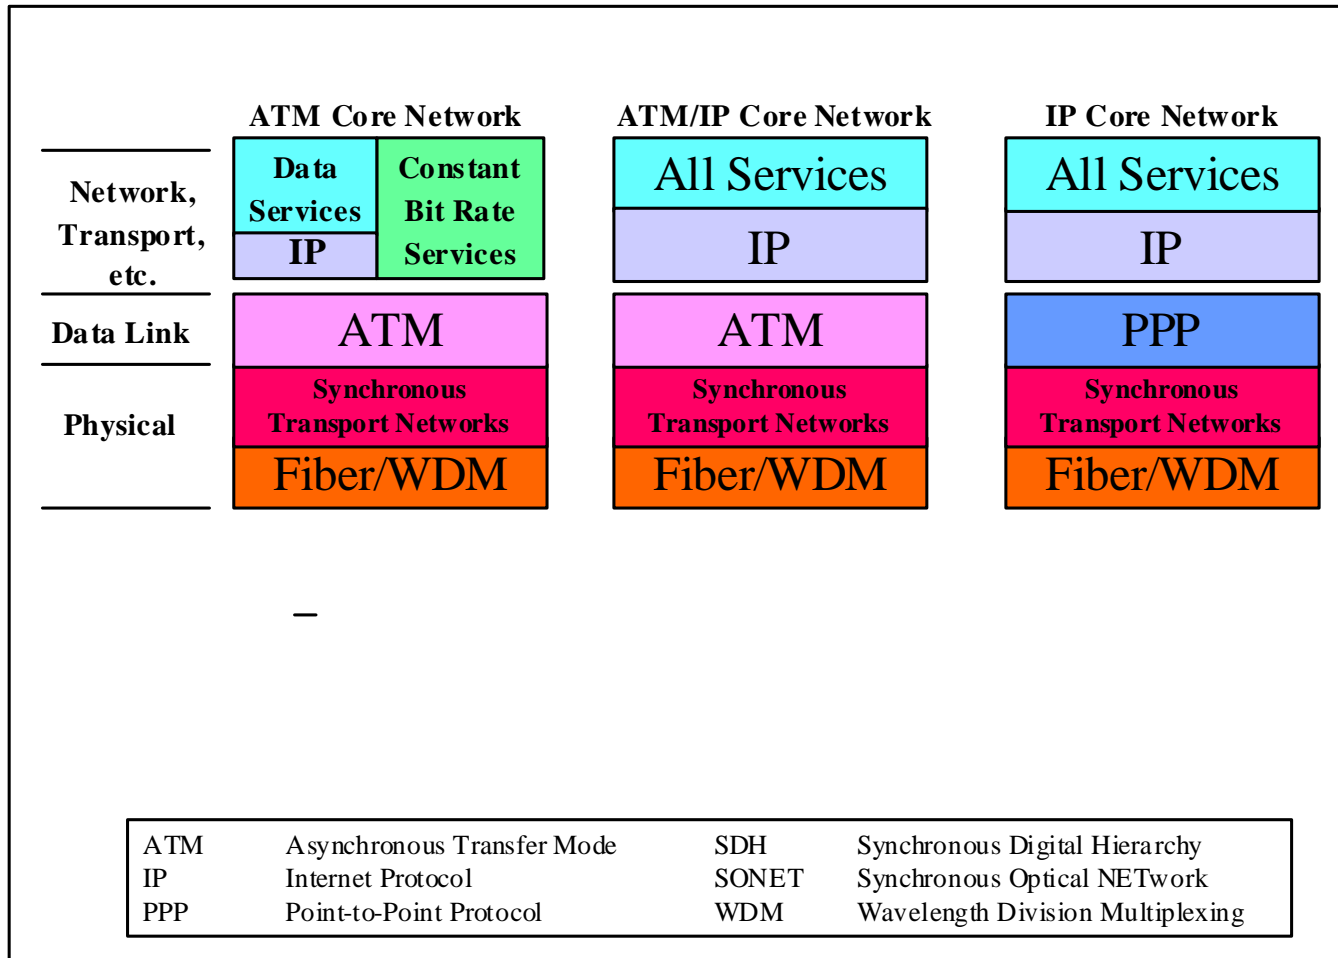 ATM Core Network
ATM/IP Core Network
IP Core Network
Network,
Transport,
etc.
Data Link
Physical
Data
Services
IP
Constant
Bit Rate
Services
ATM
Synchronous
Transport Networks
Fiber/WDM
All Services
IP
ATM
Synchronous
Transport Networks
Fiber/WDM
All Services
IP
PPP
Synchronous
Transport Networks
Fiber/WDM
ATM Asynchronous Transfer Mode SDH Synchronous Digital Hierarchy
IP Internet Protocol SONET Synchronous Optical NETwork
PPP Point-to-Point Protocol WDM Wavelength Division Multiplexing